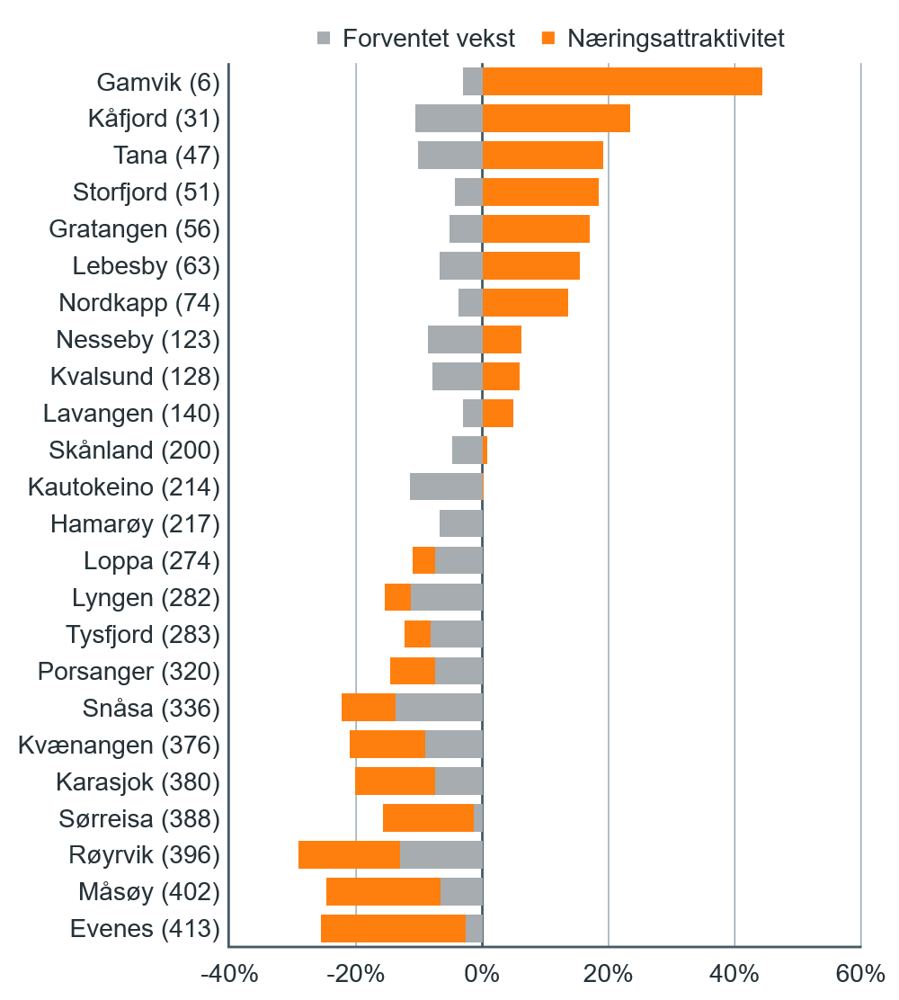 Forventet vekst Næringsattraktivitet
Gamvik (6)
Kåfjord (31)
Tana (47)
Storfjord (51)
Gratangen (56)
Lebesby (63)
Nordkapp (74)
Nesseby (123)
Kvalsund (128)
Lavangen (140)
Skånland (200)
Kautokeino (214)
Hamarøy (217)
Loppa (274)
Lyngen (282)
Tysfjord (283)
Porsanger (320)
Snåsa (336)
Kvænangen (376)
Karasjok (380)
Sørreisa (388)
Røyrvik (396)
Måsøy (402)
Evenes (413)
-40% -20% 0% 20% 40% 60%